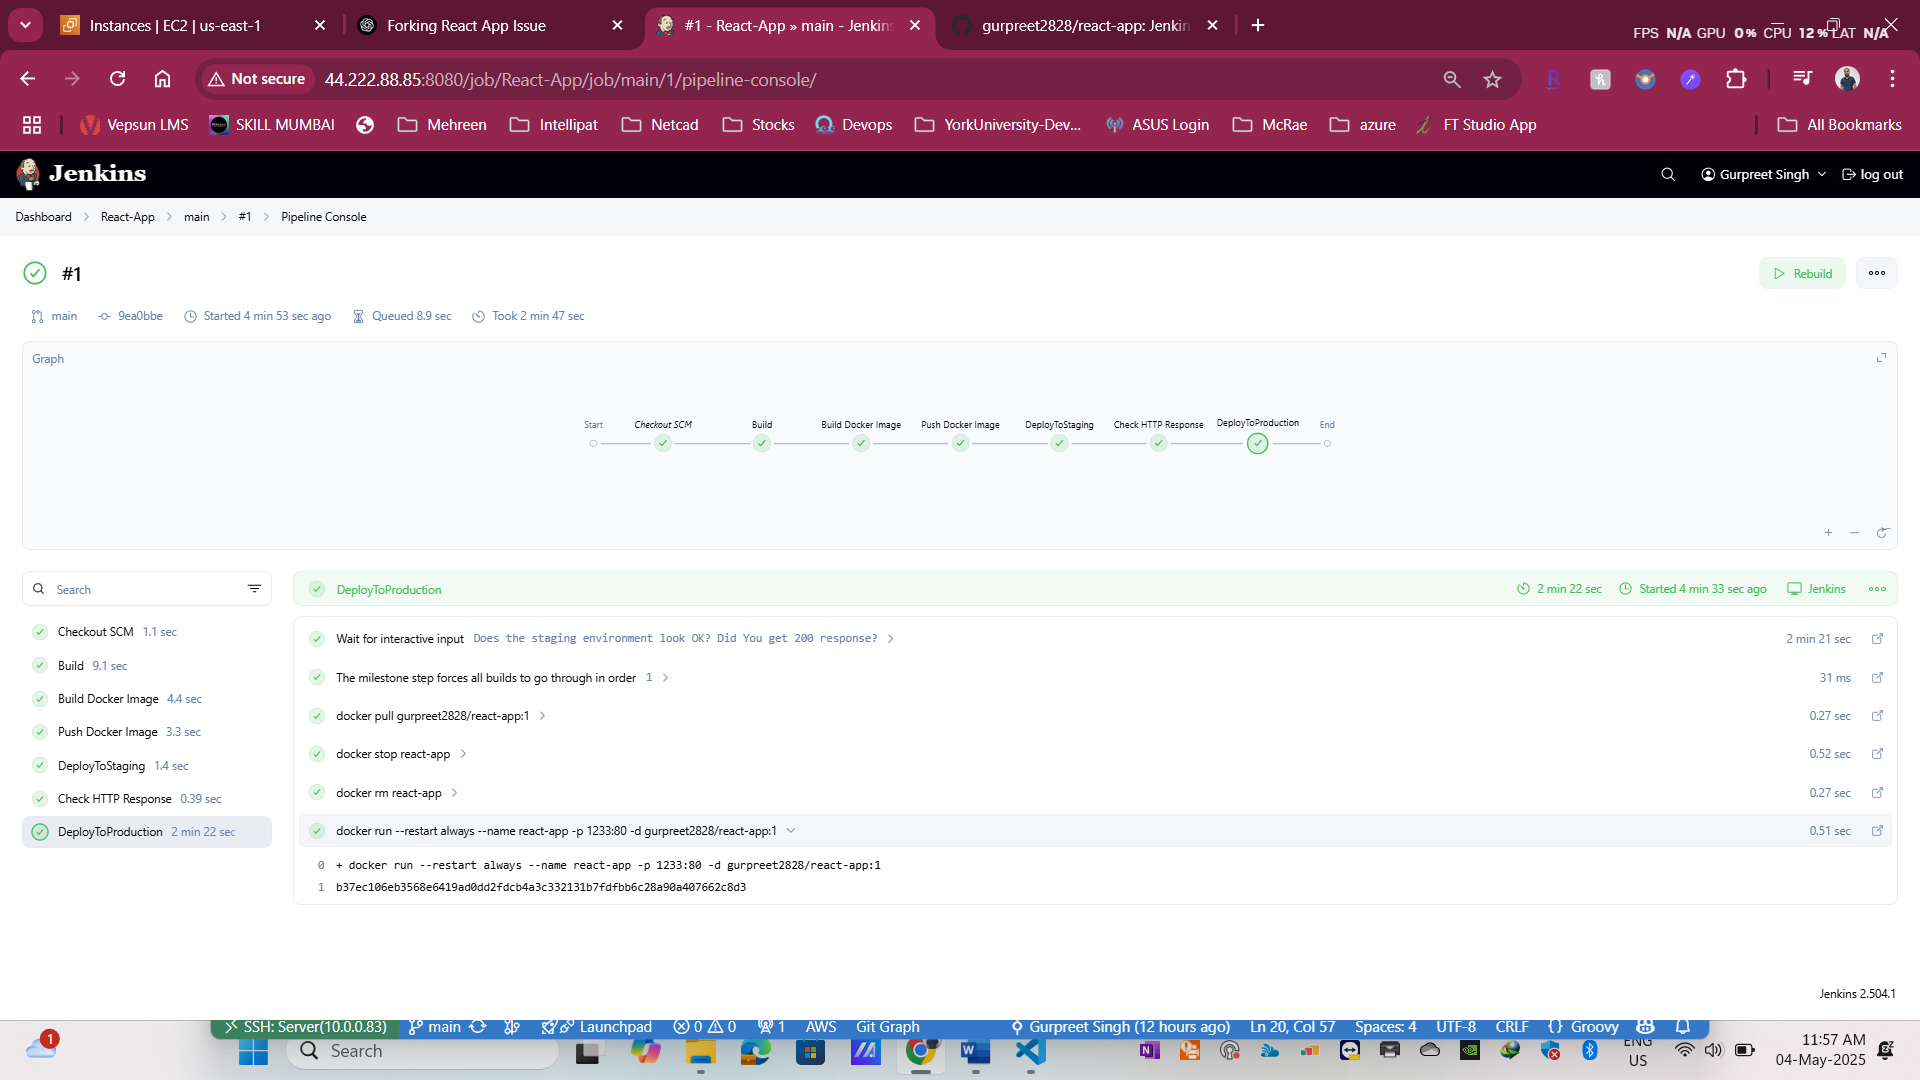 Instances | EC2 | us-east-1
Forking React App Issue
#1 - React-App » main - Jenkins
gurpreet2828/react-app: Jenkin
FPS N/A GPU 0% CPU 12% LAT N/A
Not secure
44.222.88.85:8080/job/React-App/job/main/1/pipeline-console/
Vepsun LMS
SKILL MUMBAI
Mehreen
Intellipat
Netcad
Stocks
Devops
YorkUniversity-Dev...
ASUS Login
McRae
azure
FT Studio App
All Bookmarks
Jenkins
Gurpreet Singh
log out
Dashboard
React-App
main
#1
Pipeline Console
#1
Rebuild
main
9ea0bbe
Started 4 min 53 sec ago
Queued 8.9 sec
Took 2 min 47 sec
Graph
Start
Checkout SCM
Build
Build Docker Image
Push Docker Image
DeployToStaging
Check HTTP Response
DeployToProduction
End
Search
Checkout SCM 1.1 sec
Build 9.1 sec
Build Docker Image 4.4 sec
Push Docker Image 3.3 sec
DeployToStaging 1.4 sec
Check HTTP Response 0.39 sec
DeployToProduction 2 min 22 sec
DeployToProduction
2 min 22 sec
Started 4 min 33 sec ago
Jenkins
Wait for interactive input Does the staging environment look OK? Did You get 200 response?
2 min 21 sec
The milestone step forces all builds to go through in order 1
31 ms
docker pull gurpreet2828/react-app:1
0.27 sec
docker stop react-app
0.52 sec
docker rm react-app
0.27 sec
docker run --restart always --name react-app -p 1233:80 -d gurpreet2828/react-app:1
0.51 sec
0 + docker run --restart always --name react-app -p 1233:80 -d gurpreet2828/react-app:1
1 b37ec106eb3568e6419ad0dd2fdcb4a3c332131b7fdfbb6c28a90a407662c8d3
Jenkins 2.504.1
SSH: Server(10.0.0.83)
main
Launchpad
0
0
1
AWS
Git Graph
Gurpreet Singh (12 hours ago)
Ln 20, Col 57
Spaces: 4
UTF-8
CRLF
{} Groovy
1
Search
ENG
US
11:57 AM
04-May-2025